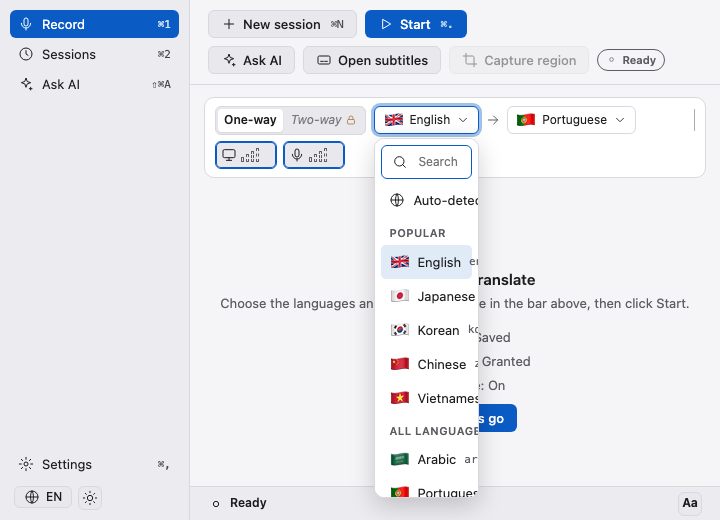 Record ⌘1
Sessions ⌘2
Ask AI ⇧⌘A
New session ⌘N
Start ⌘.
Ask AI
Open subtitles
Capture region
Ready
One-way
Two-way
English
Portuguese
Search
Auto-detec
POPULAR
English
Japanese
Korean
Chinese
Vietnames
ALL LANGUAGE
Arabic ar
Portugues
ranslate
Choose the languages an
e in the bar above, then click Start.
Saved
Granted
: On
s go
Settings ⌘,
EN
Ready
Aa